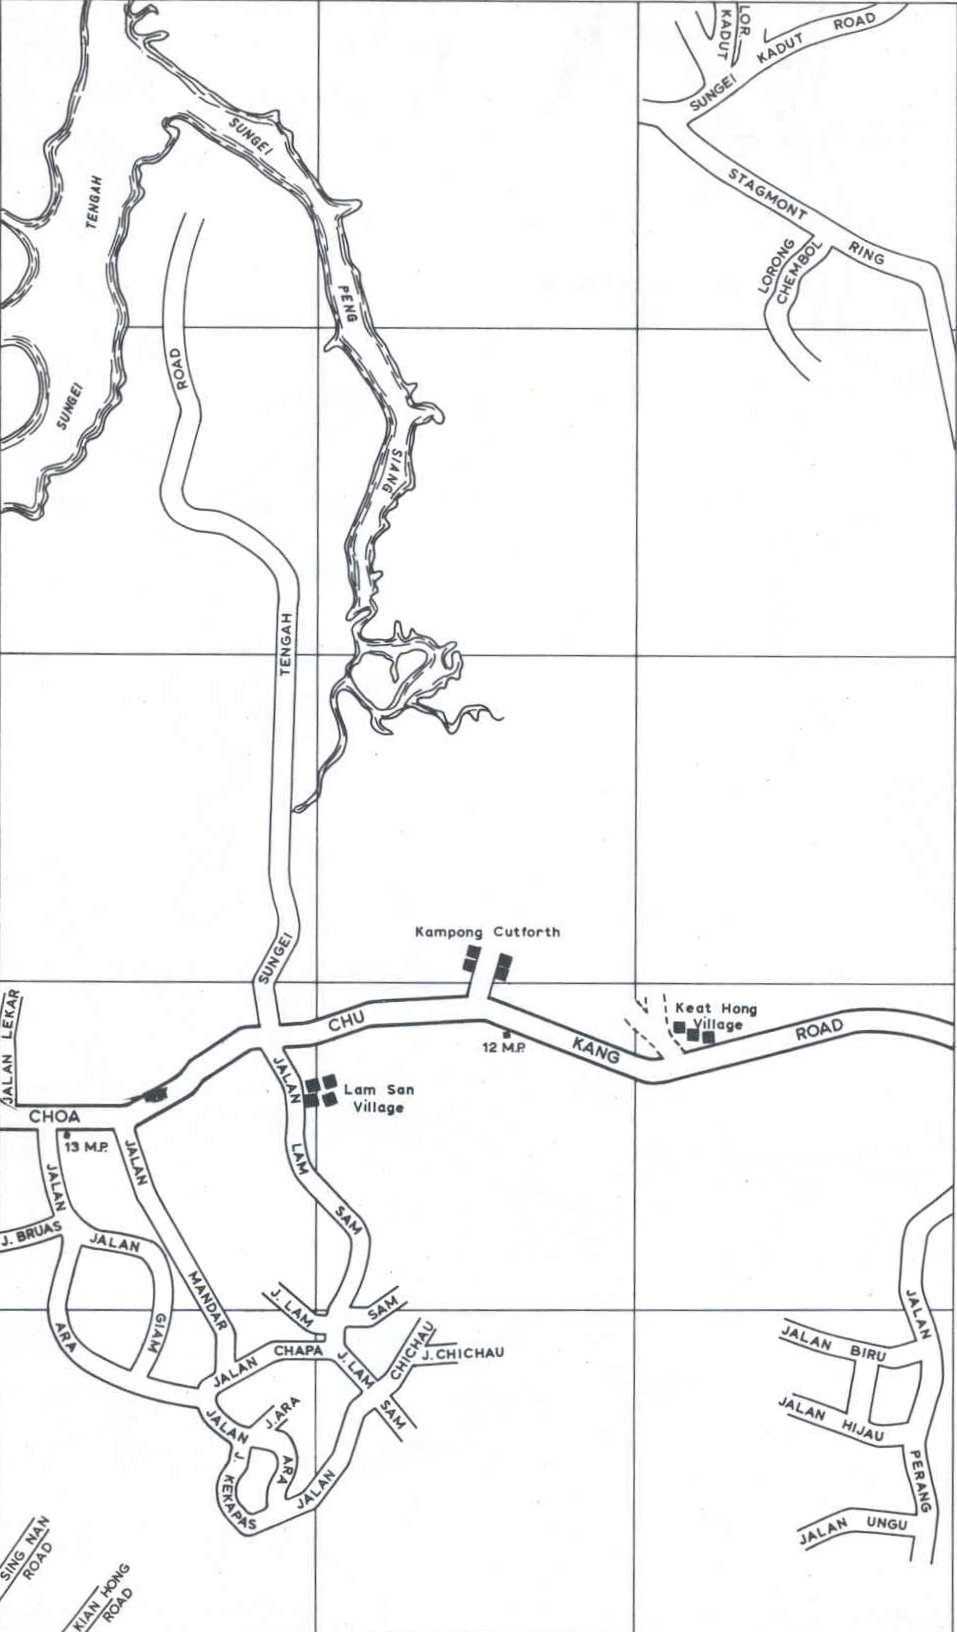 LOR. KADUT
SUNGEI KADUT ROAD
STAGMONT RING
LORONG CHEMBOL
SUNGEI PENG SIANG
TENGAH
SUNGEI
ROAD
TENGAH
SUNGEI
Kampong Cutforth
Keat Hong
Village
CHOA CHU KANG ROAD
12 M.P.
JALAN LEKAR
Lam San
Village
13 M.P.
JALAN LAM SAM
JALAN
ARA
J. BRUAS
JALAN GIAM
JALAN MANDAR
J. LAM
SAM
JALAN CHAPA
J. LAM
SAM
CHICHAU
J. CHICHAU
JALAN
JALAN
J. ARA
ARA
J. KEKAPAS
JALAN PERANG
JALAN BIRU
JALAN HIJAU
JALAN UNGU
SING NAN
ROAD
KIAN HONG
ROAD